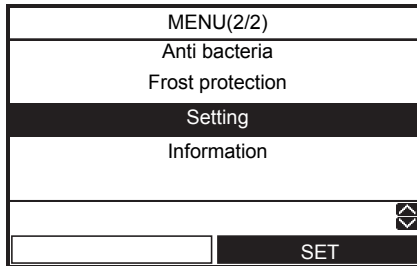 MENU(2/2)
Anti bacteria
Frost protection
Setting
Information
SET